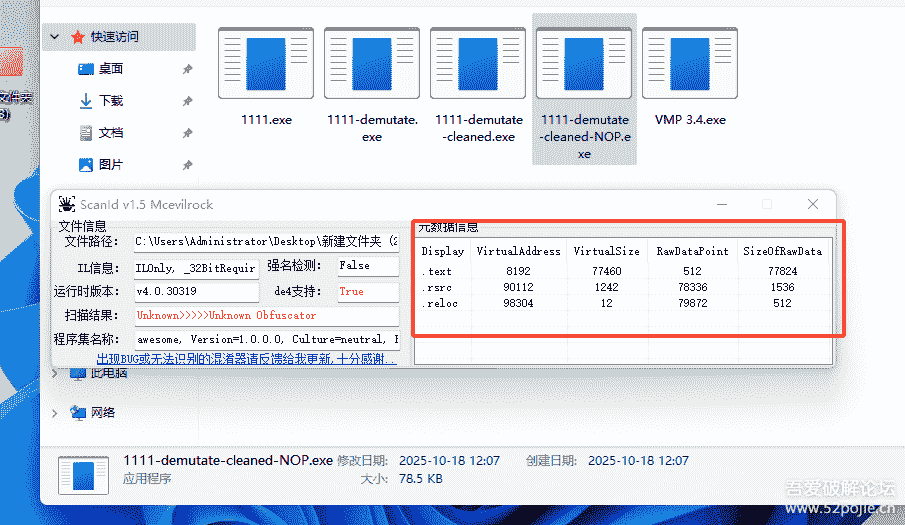 快速访问
桌面
下载
文档
图片
1111.exe
1111-demutate.
exe
1111-demutate
-cleaned.exe
1111-demutate
-cleaned-NOP.e
xe
VMP 3.4.exe
ScanId v1.5 Mcevilrock
文件信息
文件路径: C:\Users\Administrator\Desktop\新建文件夹 (2
IL信息: ILOnly, _32BitRequir 强名检测: False
运行时版本: v4.0.30319 de4支持: True
扫描结果: Unknown>>>>>Unknown Obfuscator
程序集名称: awesome, Version=1.0.0.0, Culture=neutral,
出现BUG或无法识别的混淆器请反馈给我更新,十分感谢...
元数据信息
Display VirtualAddress VirtualSize RawDataPoint SizeOfRawData
.text 8192 77460 512 77824
.rsrc 90112 1242 78336 1536
.reloc 98304 12 79872 512
此电脑
网络
1111-demutate-cleaned-NOP.exe 修改日期: 2025-10-18 12:07 创建日期: 2025-10-18 12:07
应用程序 大小: 78.5 KB
吾爱破解论坛
www.52pojie.cn